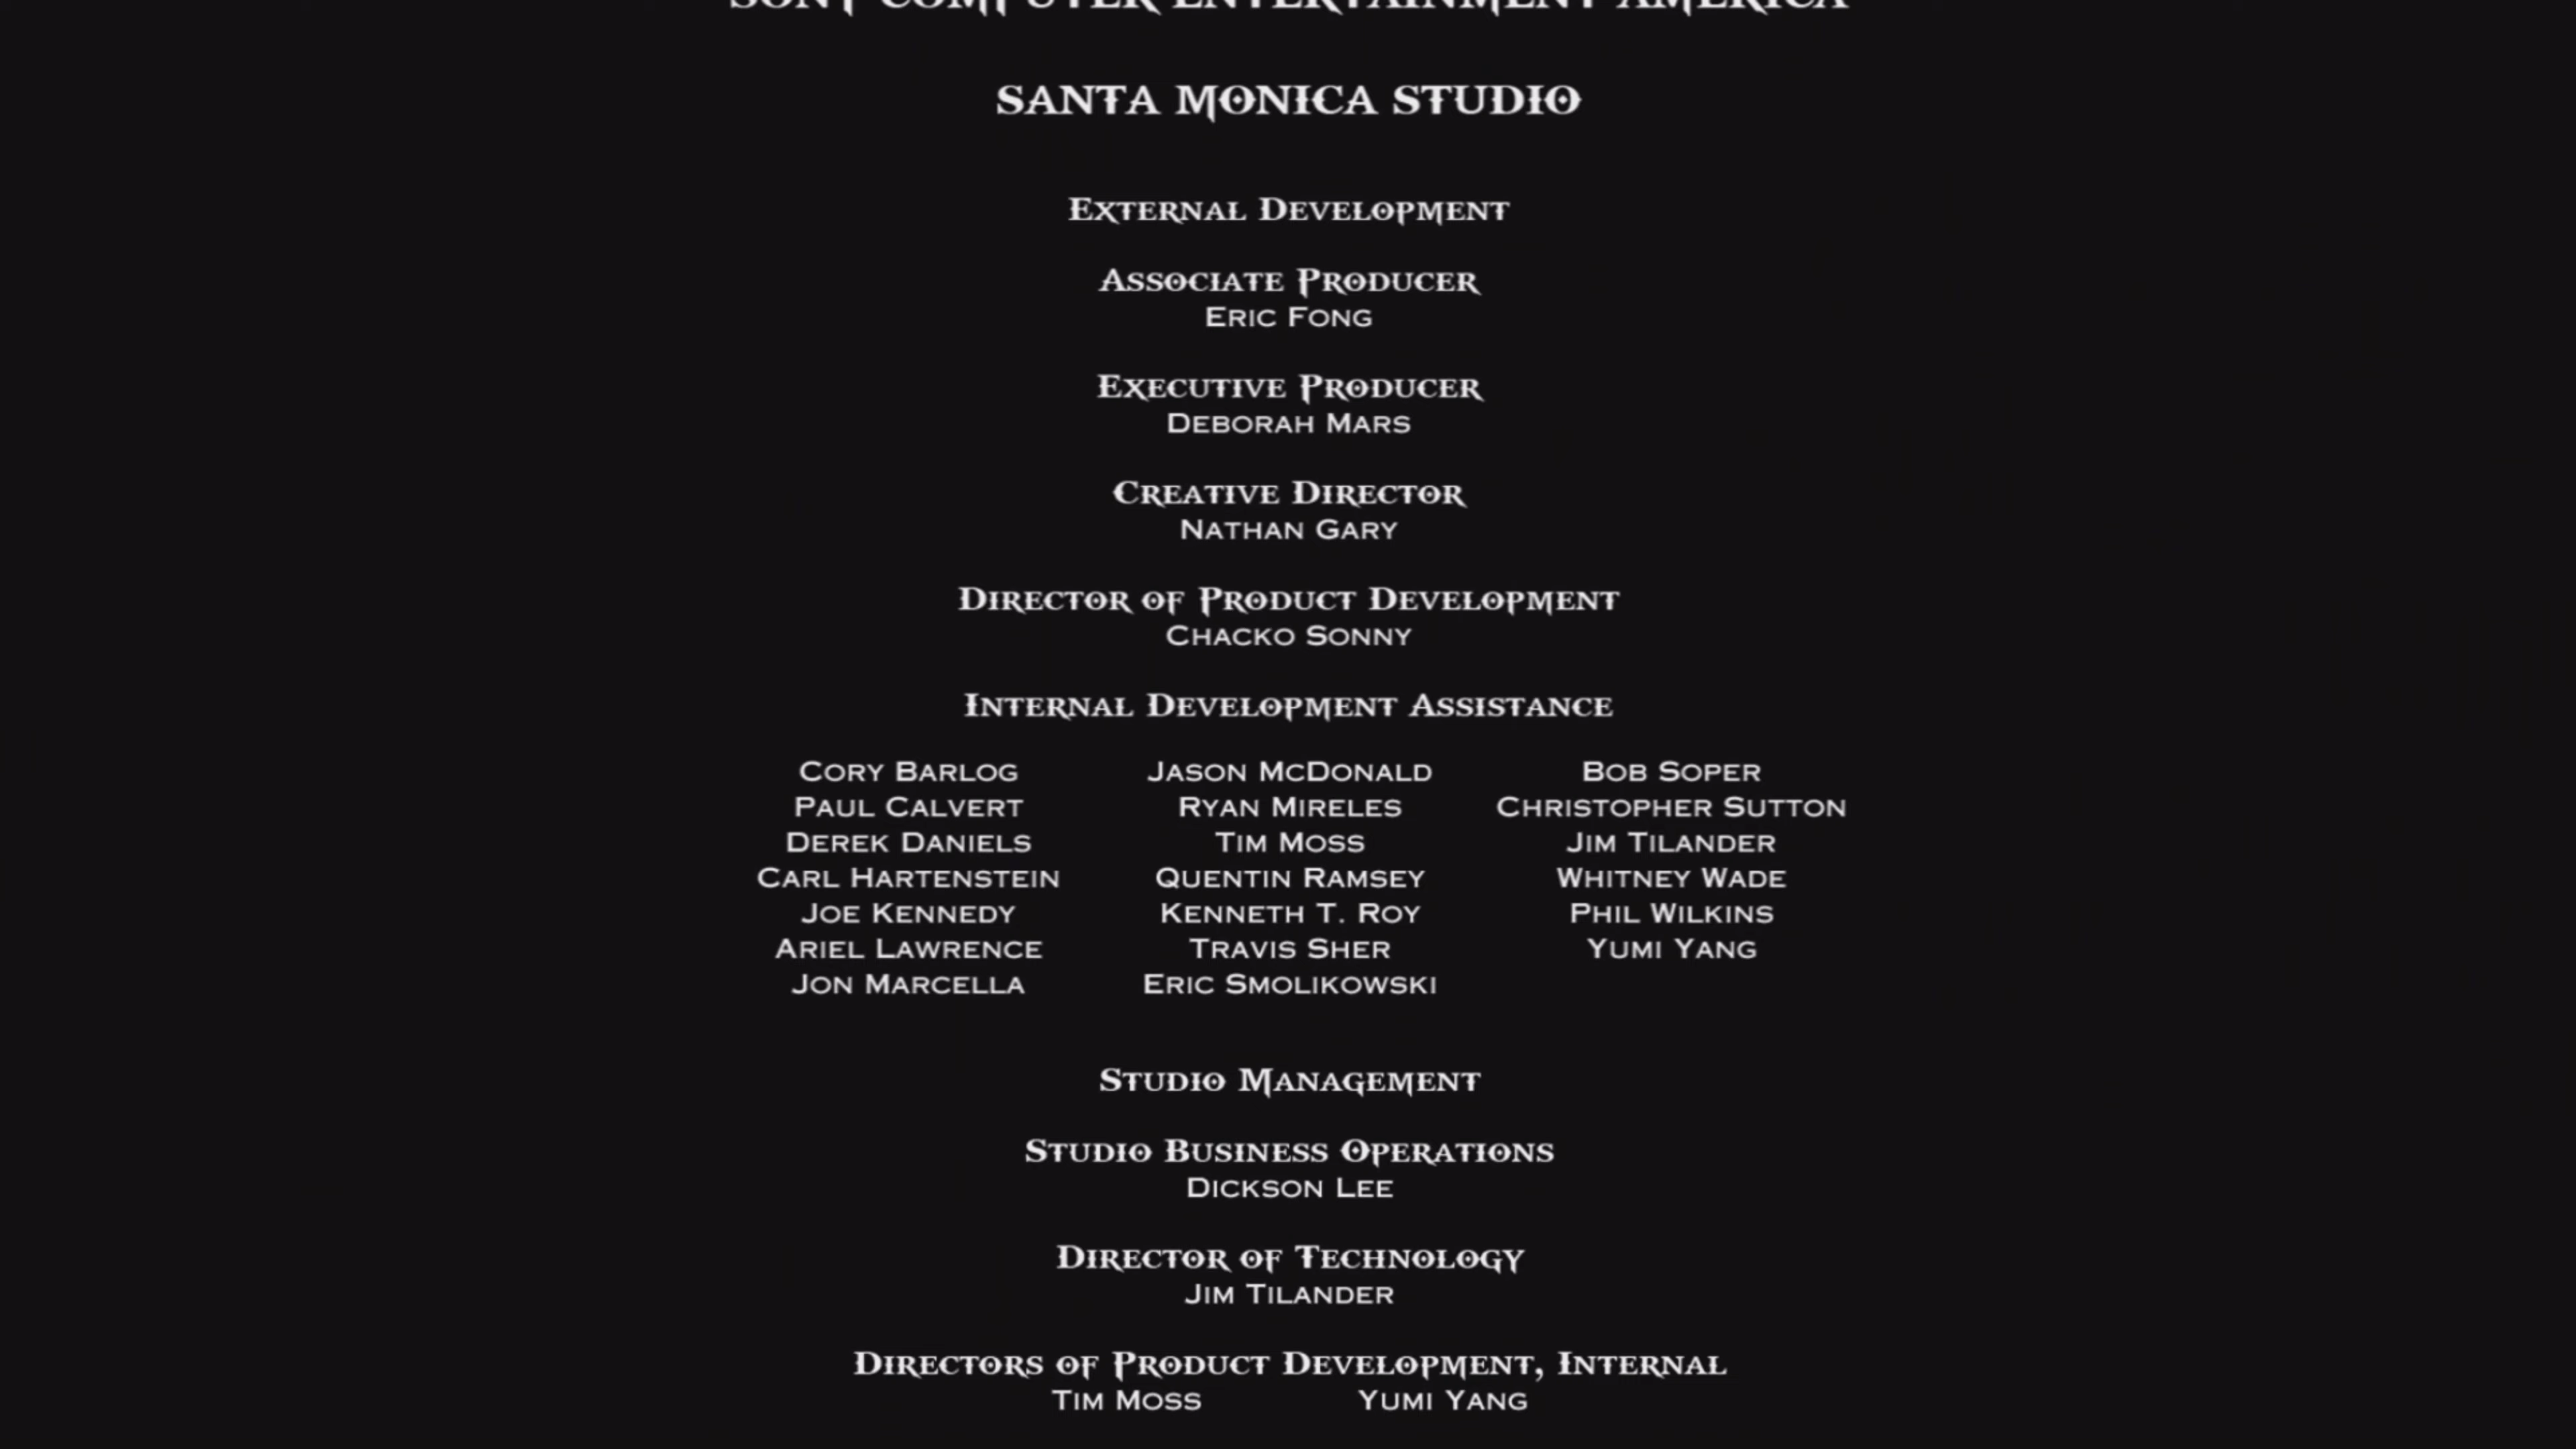 SONY COMPUTER ENTERTAINMENT AMERICA
SANTA MONICA STUDIO
EXTERNAL DEVELOPMENT
ASSOCIATE PRODUCER
ERIC FONG
EXECUTIVE PRODUCER
DEBORAH MARS
CREATIVE DIRECTOR
NATHAN GARY
DIRECTOR OF PRODUCT DEVELOPMENT
CHACKO SONNY
INTERNAL DEVELOPMENT ASSISTANCE
CORY BARLOG JASON MCDONALD BOB SOPER
PAUL CALVERT RYAN MIRELES CHRISTOPHER SUTTON
DEREK DANIELS TIM MOSS JIM TILANDER
CARL HARTENSTEIN QUENTIN RAMSEY WHITNEY WADE
JOE KENNEDY KENNETH T. ROY PHIL WILKINS
ARIEL LAWRENCE TRAVIS SHER YUMI YANG
JON MARCELLA ERIC SMOLIKOWSKI
STUDIO MANAGEMENT
STUDIO BUSINESS OPERATIONS
DICKSON LEE
DIRECTOR OF TECHNOLOGY
JIM TILANDER
DIRECTORS OF PRODUCT DEVELOPMENT, INTERNAL
TIM MOSS YUMI YANG